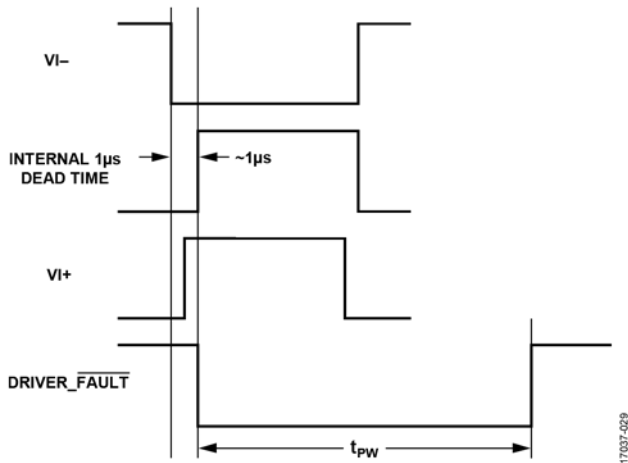 VI–
INTERNAL 1µs
DEAD TIME
~1µs
VI+
DRIVER_FAULT
tPW
17037-029